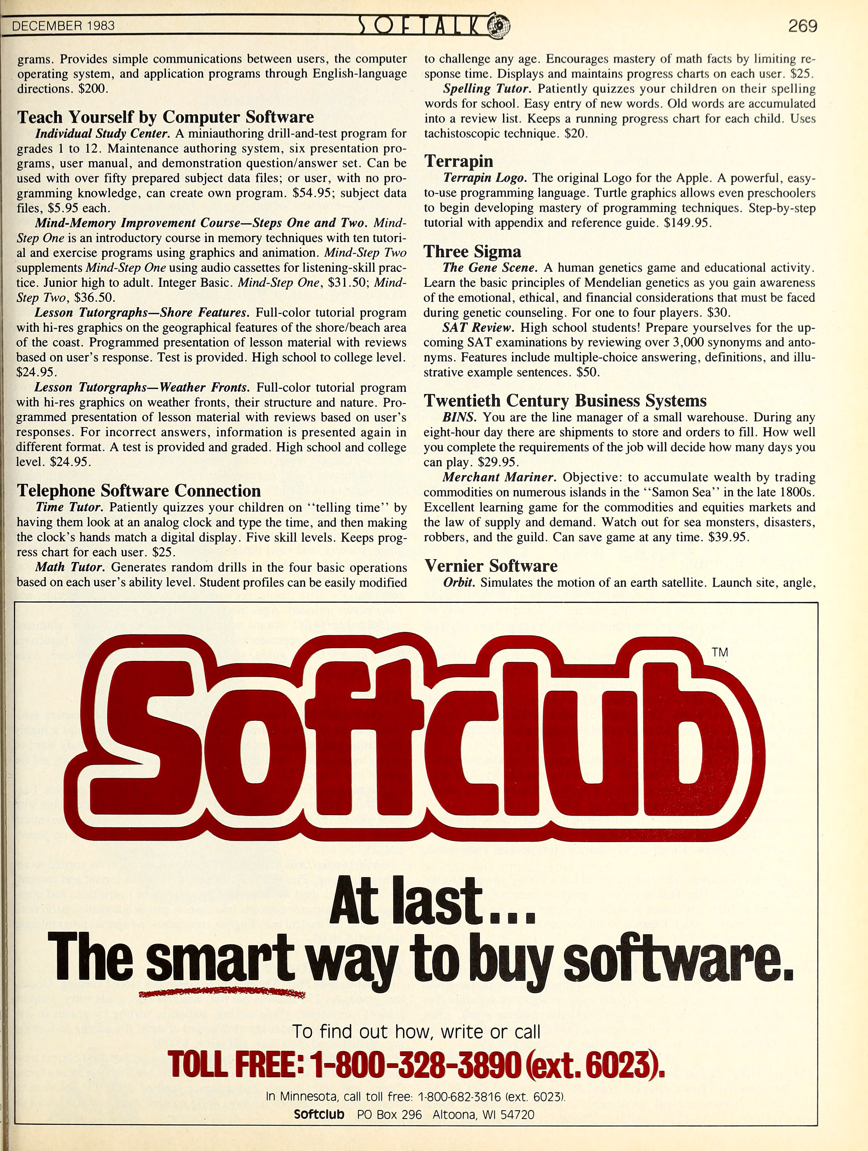 DECEMBER 1983
SOFTALK
269
grams. Provides simple communications between users, the computer
operating system, and application programs through English-language
directions. $200.
Teach Yourself by Computer Software
Individual Study Center. A miniauthoring drill-and-test program for
grades 1 to 12. Maintenance authoring system, six presentation pro-
grams, user manual, and demonstration question/answer set. Can be
used with over fifty prepared subject data files; or user, with no pro-
gramming knowledge, can create own program. $54.95; subject data
files, $5.95 each.
Mind-Memory Improvement Course—Steps One and Two. Mind-
Step One is an introductory course in memory techniques with ten tutori-
al and exercise programs using graphics and animation. Mind-Step Two
supplements Mind-Step One using audio cassettes for listening-skill prac-
tice. Junior high to adult. Integer Basic. Mind-Step One, $31.50; Mind-
Step Two, $36.50.
Lesson Tutorgraphs—Shore Features. Full-color tutorial program
with hi-res graphics on the geographical features of the shore/beach area
of the coast. Programmed presentation of lesson material with reviews
based on user's response. Test is provided. High school to college level.
$24.95.
Lesson Tutorgraphs—Weather Fronts. Full-color tutorial program
with hi-res graphics on weather fronts, their structure and nature. Pro-
grammed presentation of lesson material with reviews based on user's
responses. For incorrect answers, information is presented again in
different format. A test is provided and graded. High school and college
level. $24.95.
Telephone Software Connection
Time Tutor. Patiently quizzes your children on "telling time" by
having them look at an analog clock and type the time, and then making
the clock's hands match a digital display. Five skill levels. Keeps prog-
ress chart for each user. $25.
Math Tutor. Generates random drills in the four basic operations
based on each user's ability level. Student profiles can be easily modified
to challenge any age. Encourages mastery of math facts by limiting re-
sponse time. Displays and maintains progress charts on each user. $25.
Spelling Tutor. Patiently quizzes your children on their spelling
words for school. Easy entry of new words. Old words are accumulated
into a review list. Keeps a running progress chart for each child. Uses
tachistoscopic technique. $20.
Terrapin
Terrapin Logo. The original Logo for the Apple. A powerful, easy-
to-use programming language. Turtle graphics allows even preschoolers
to begin developing mastery of programming techniques. Step-by-step
tutorial with appendix and reference guide. $149.95.
Three Sigma
The Gene Scene. A human genetics game and educational activity.
Learn the basic principles of Mendelian genetics as you gain awareness
of the emotional, ethical, and financial considerations that must be faced
during genetic counseling. For one to four players. $30.
SAT Review. High school students! Prepare yourselves for the up-
coming SAT examinations by reviewing over 3,000 synonyms and anto-
nyms. Features include multiple-choice answering, definitions, and illu-
strative example sentences. $50.
Twentieth Century Business Systems
BINS. You are the line manager of a small warehouse. During any
eight-hour day there are shipments to store and orders to fill. How well
you complete the requirements of the job will decide how many days you
can play. $29.95.
Merchant Mariner. Objective: to accumulate wealth by trading
commodities on numerous islands in the "Samon Sea" in the late 1800s.
Excellent learning game for the commodities and equities markets and
the law of supply and demand. Watch out for sea monsters, disasters,
robbers, and the guild. Can save game at any time. $39.95.
Vernier Software
Orbit. Simulates the motion of an earth satellite. Launch site, angle,
Softclub TM
At last...
The smart way to buy software.
To find out how, write or call
TOLL FREE: 1-800-328-3890 (ext. 6023).
In Minnesota, call toll free: 1-800-682-3816 (ext. 6023).
Softclub PO Box 296 Altoona, WI 54720